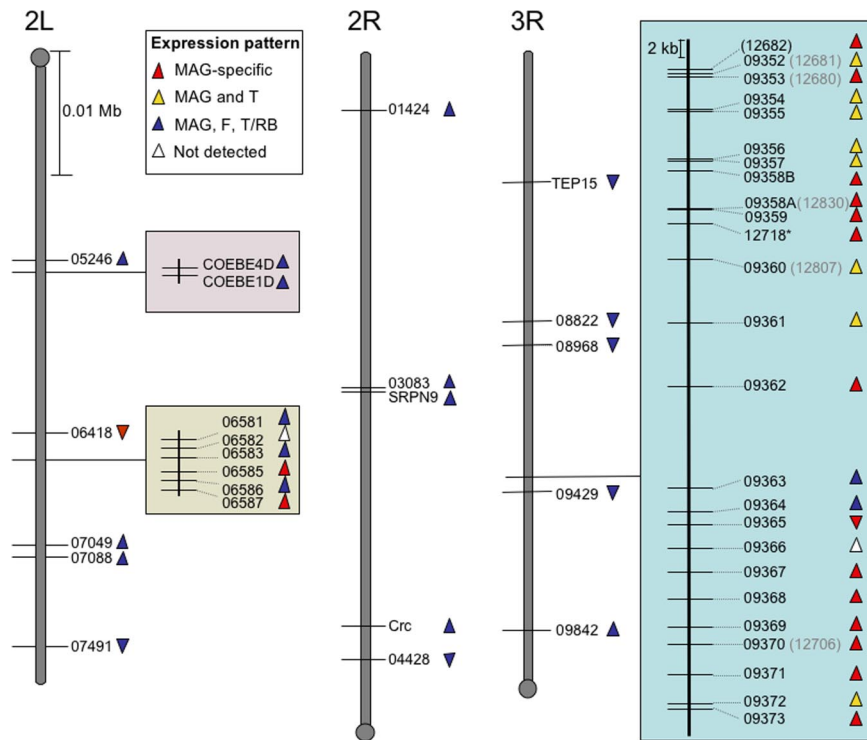 2L
2R
3R
Expression pattern
MAG-specific
MAG and T
MAG, F, T/RB
Not detected
0.01 Mb
05246
COEBE4D
COEBE1D
06418
06581
06582
06583
06585
06586
06587
07049
07088
07491
01424
03083
SRPN9
Crc
04428
TEP15
08822
08968
09429
09842
2 kb
(12682)
09352 (12681)
09353 (12680)
09354
09355
09356
09357
09358B
09358A (12830)
09359
12718*
09360 (12807)
09361
09362
09363
09364
09365
09366
09367
09368
09369
09370 (12706)
09371
09372
09373